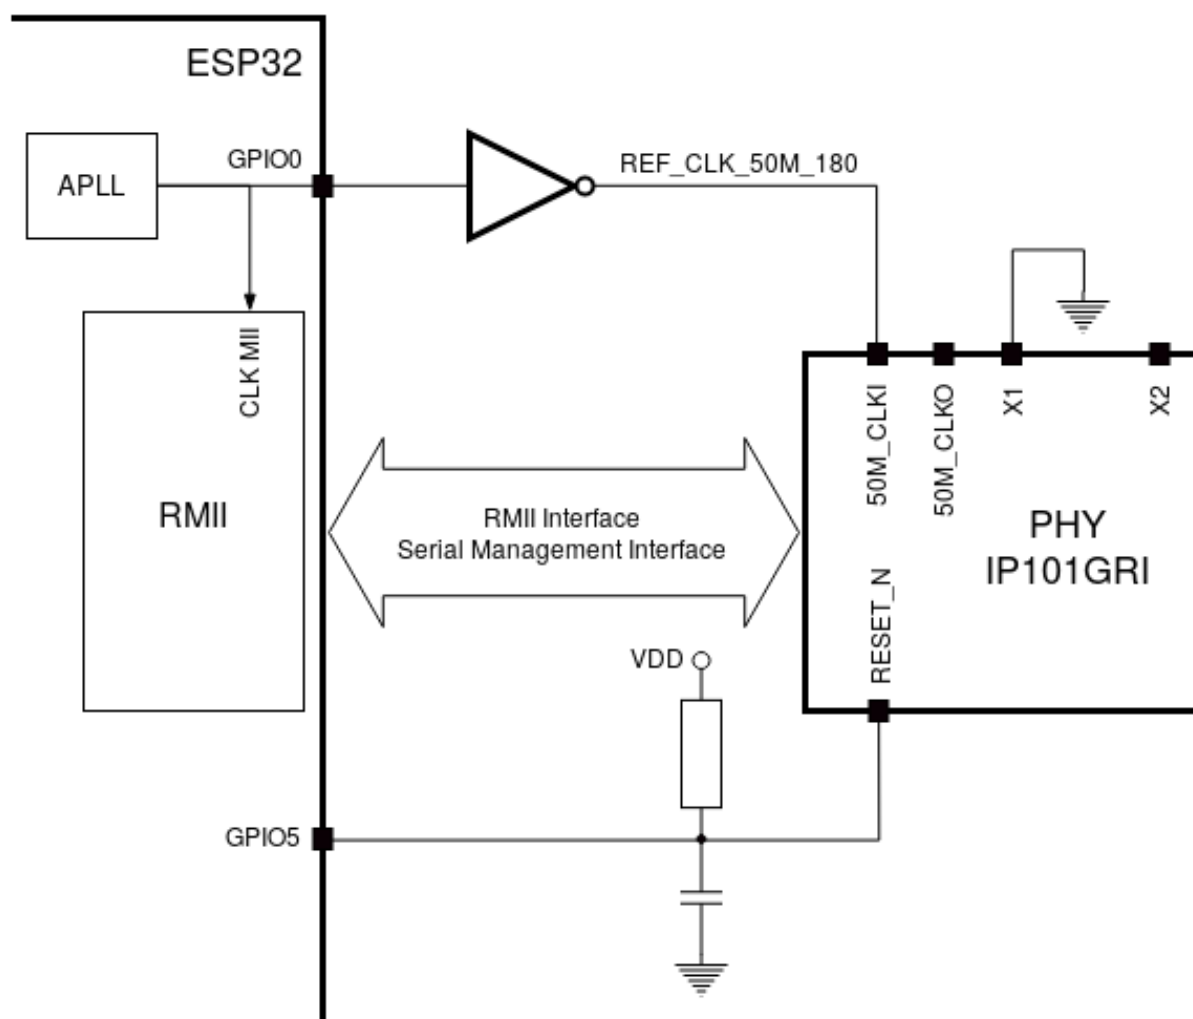 ESP32
APLL
GPIO0
REF_CLK_50M_180
CLK MII
RMII
RMII Interface
Serial Management Interface
50M_CLKI
50M_CLKO
X1
X2
PHY
IP101GRI
RESET_N
VDD
GPIO5